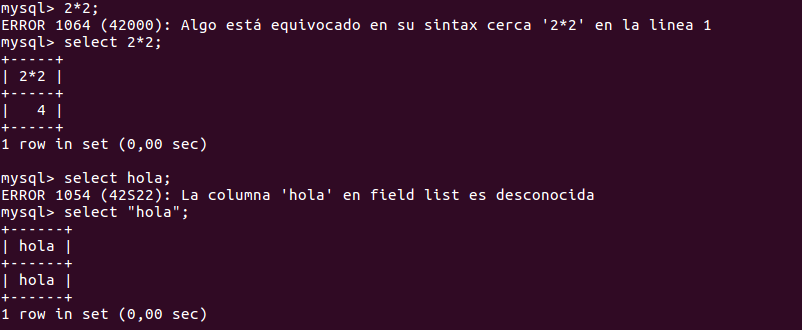 mysql> 2*2;
ERROR 1064 (42000): Algo está equivocado en su sintax cerca '2*2' en la linea 1
mysql> select 2*2;
+-----+
| 2*2 |
+-----+
|   4 |
+-----+
1 row in set (0,00 sec)

mysql> select hola;
ERROR 1054 (42S22): La columna 'hola' en field list es desconocida
mysql> select "hola";
+------+
| hola |
+------+
| hola |
+------+
1 row in set (0,00 sec)